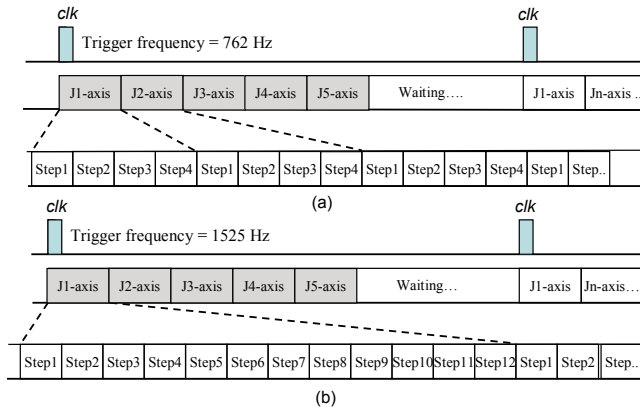 clk clk
Trigger frequency = 762 Hz
J1-axis J2-axis J3-axis J4-axis J5-axis Waiting…. J1-axis Jn-axis ..
Step1 Step2 Step3 Step4 Step1 Step2 Step3 Step4 Step1 Step2 Step3 Step4 Step1 Step..
(a)
clk clk
Trigger frequency = 1525 Hz
J1-axis J2-axis J3-axis J4-axis J5-axis Waiting… J1-axis Jn-axis…
Step1 Step2 Step3 Step4 Step5 Step6 Step7 Step8 Step9 Step10 Step11 Step12 Step1 Step2 Step..
(b)